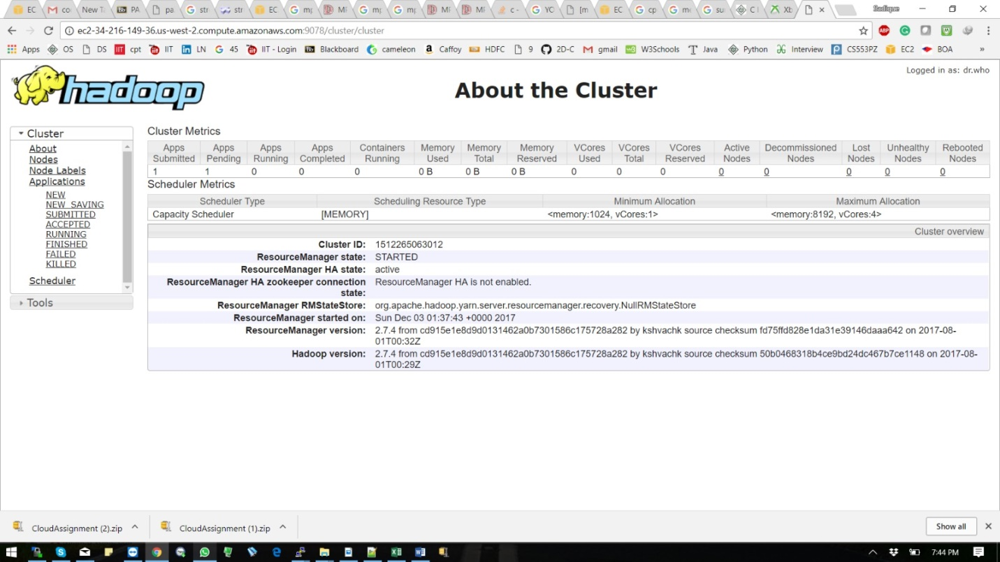 EC
co
New Ta
PA
pa
str
str
EC
mp
MF
mp
mp
MF
MF
c -
YC
[m
EC
cp
me
su
C
Xb
Sadique
ec2-34-216-149-36.us-west-2.compute.amazonaws.com:9078/cluster/cluster
Apps OS DS IIT cpt IIT LN 45 IIT - Login Blackboard cameleon Caffoy HDFC 9 2D-C gmail W3Schools Java Python Interview CS553PZ EC2 BOA »
Logged in as: dr.who
hadoop
About the Cluster
Cluster
About
Nodes
Node Labels
Applications
NEW
NEW_SAVING
SUBMITTED
ACCEPTED
RUNNING
FINISHED
FAILED
KILLED
Scheduler
Tools
Cluster Metrics
Apps Submitted Apps Pending Apps Running Apps Completed Containers Running Memory Used Memory Total Memory Reserved VCores Used VCores Total VCores Reserved Active Nodes Decommissioned Nodes Lost Nodes Unhealthy Nodes Rebooted Nodes
1 1 0 0 0 0 B 0 B 0 B 0 0 0 0 0 0 0 0
Scheduler Metrics
Scheduler Type Scheduling Resource Type Minimum Allocation Maximum Allocation
Capacity Scheduler [MEMORY] <memory:1024, vCores:1> <memory:8192, vCores:4>
Cluster overview
Cluster ID: 1512265063012
ResourceManager state: STARTED
ResourceManager HA state: active
ResourceManager HA zookeeper connection state: ResourceManager HA is not enabled.
ResourceManager RMStateStore: org.apache.hadoop.yarn.server.resourcemanager.recovery.NullRMStateStore
ResourceManager started on: Sun Dec 03 01:37:43 +0000 2017
ResourceManager version: 2.7.4 from cd915e1e8d9d0131462a0b7301586c175728a282 by kshvachk source checksum fd75ffd828e1da31e39146daaa642 on 2017-08-
01T00:32Z
Hadoop version: 2.7.4 from cd915e1e8d9d0131462a0b7301586c175728a282 by kshvachk source checksum 50b0468318b4ce9bd24dc467b7ce1148 on 2017-08-
01T00:29Z
CloudAssignment (2).zip
CloudAssignment (1).zip
Show all
7:44 PM